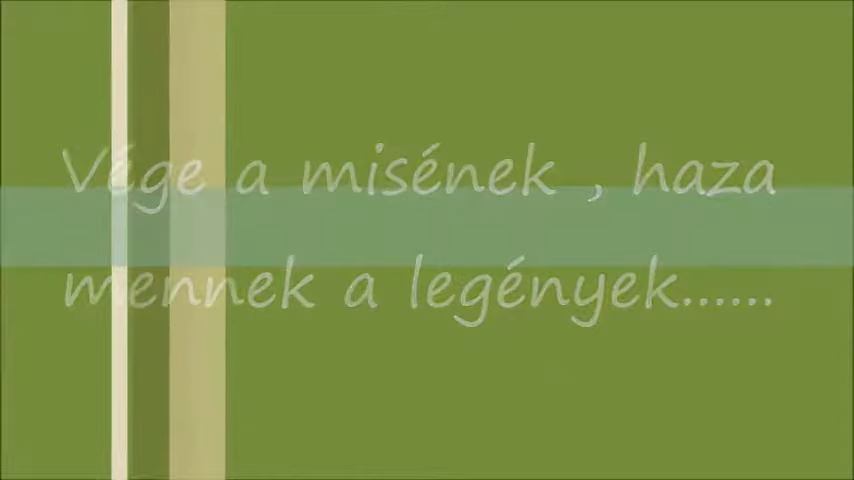 Vége a misének , haza
mennek a legények......